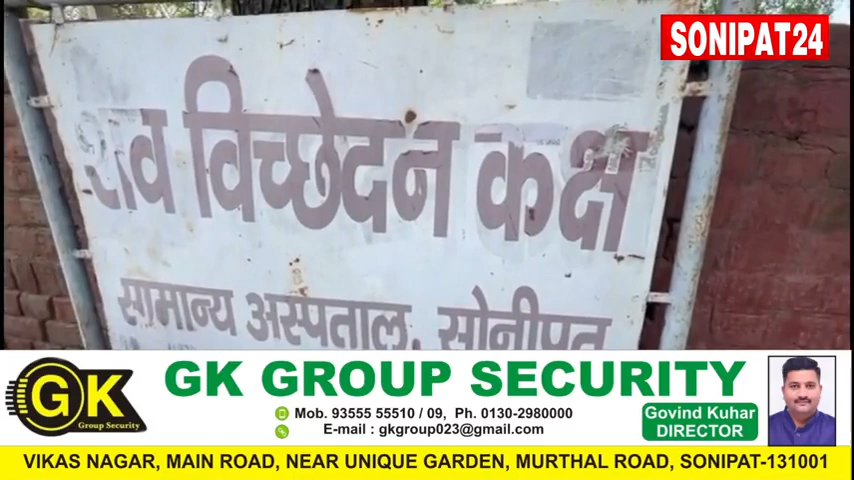 SONIPAT24
शव विच्छेदन कक्ष
सामान्य अस्पताल, सोनीपत
GK
Group Security
GK GROUP SECURITY
Mob. 93555 55510 / 09, Ph. 0130-2980000
E-mail : gkgroup023@gmail.com
Govind Kuhar
DIRECTOR
VIKAS NAGAR, MAIN ROAD, NEAR UNIQUE GARDEN, MURTHAL ROAD, SONIPAT-131001